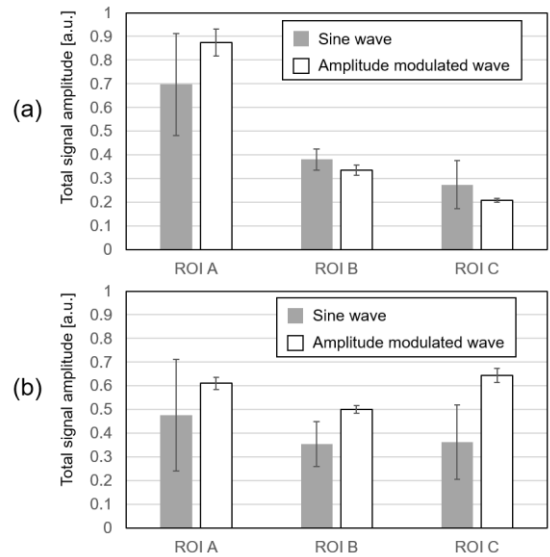 (a)
Total signal amplitude [a.u.]
1
0.9
0.8
0.7
0.6
0.5
0.4
0.3
0.2
0.1
0
Sine wave
Amplitude modulated wave
ROI A
ROI B
ROI C
(b)
Total signal amplitude [a.u.]
1
0.9
0.8
0.7
0.6
0.5
0.4
0.3
0.2
0.1
0
Sine wave
Amplitude modulated wave
ROI A
ROI B
ROI C